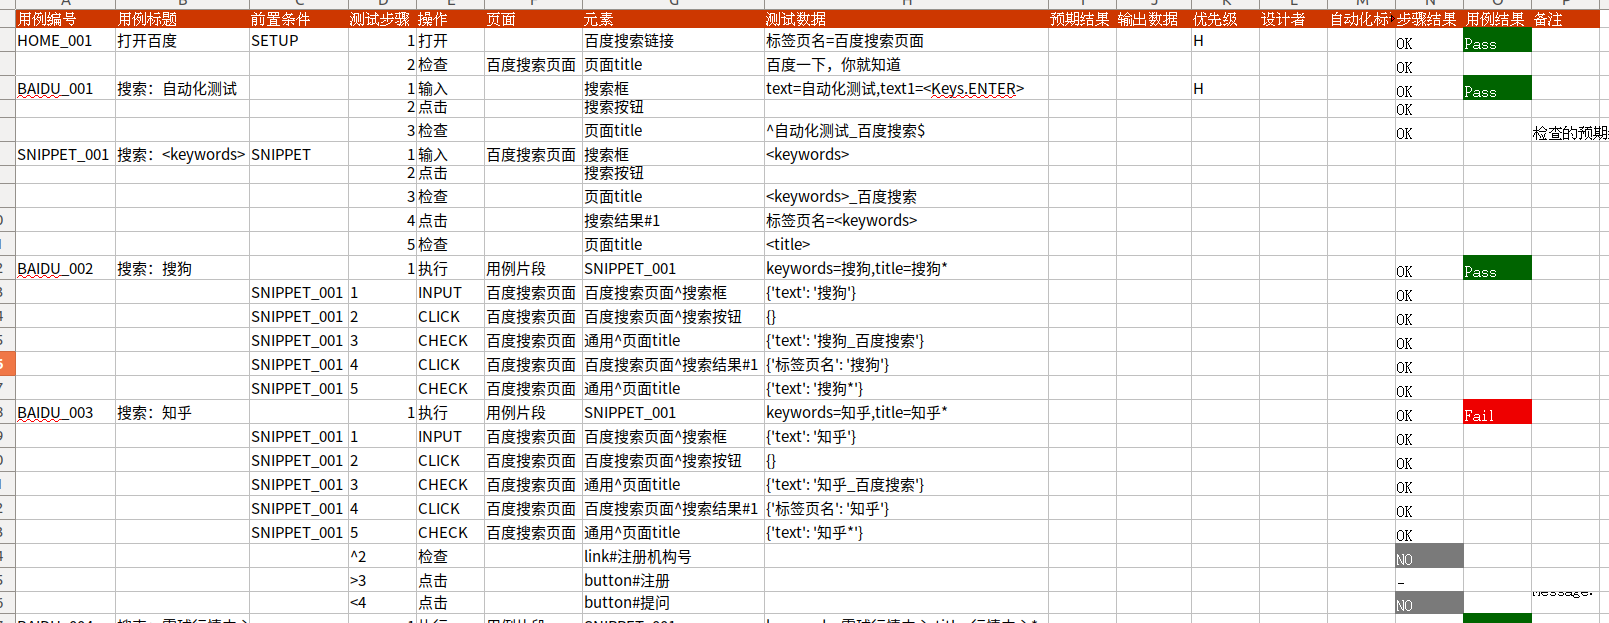 用例编号 用例标题 前置条件 测试步骤 操作 页面 元素 测试数据 预期结果 输出数据 优先级 设计者 自动化标 步骤结果 用例结果 备注
HOME_001 打开百度 SETUP 1 打开 百度搜索链接 标签页名=百度搜索页面 H OK Pass
2 检查 百度搜索页面 页面title 百度一下，你就知道 OK
BAIDU_001 搜索：自动化测试 1 输入 搜索框 text=自动化测试,text1=<Keys.ENTER> H OK Pass
2 点击 搜索按钮 OK
3 检查 页面title ^自动化测试_百度搜索$ OK 检查的预期
SNIPPET_001 搜索：<keywords> SNIPPET 1 输入 百度搜索页面 搜索框 <keywords>
2 点击 搜索按钮
3 检查 页面title <keywords>_百度搜索
4 点击 搜索结果#1 标签页名=<keywords>
5 检查 页面title <title>
BAIDU_002 搜索：搜狗 1 执行 用例片段 SNIPPET_001 keywords=搜狗,title=搜狗* OK Pass
SNIPPET_001 1 INPUT 百度搜索页面 百度搜索页面^搜索框 {'text': '搜狗'} OK
SNIPPET_001 2 CLICK 百度搜索页面 百度搜索页面^搜索按钮 {} OK
SNIPPET_001 3 CHECK 百度搜索页面 通用^页面title {'text': '搜狗_百度搜索'} OK
SNIPPET_001 4 CLICK 百度搜索页面 百度搜索页面^搜索结果#1 {'标签页名': '搜狗'} OK
SNIPPET_001 5 CHECK 百度搜索页面 通用^页面title {'text': '搜狗*'} OK
BAIDU_003 搜索：知乎 1 执行 用例片段 SNIPPET_001 keywords=知乎,title=知乎* OK Fail
SNIPPET_001 1 INPUT 百度搜索页面 百度搜索页面^搜索框 {'text': '知乎'} OK
SNIPPET_001 2 CLICK 百度搜索页面 百度搜索页面^搜索按钮 {} OK
SNIPPET_001 3 CHECK 百度搜索页面 通用^页面title {'text': '知乎_百度搜索'} OK
SNIPPET_001 4 CLICK 百度搜索页面 百度搜索页面^搜索结果#1 {'标签页名': '知乎'} OK
SNIPPET_001 5 CHECK 百度搜索页面 通用^页面title {'text': '知乎*'} OK
^2 检查 link#注册机构号 NO
>3 点击 button#注册 -
<4 点击 button#提问 NO Message: